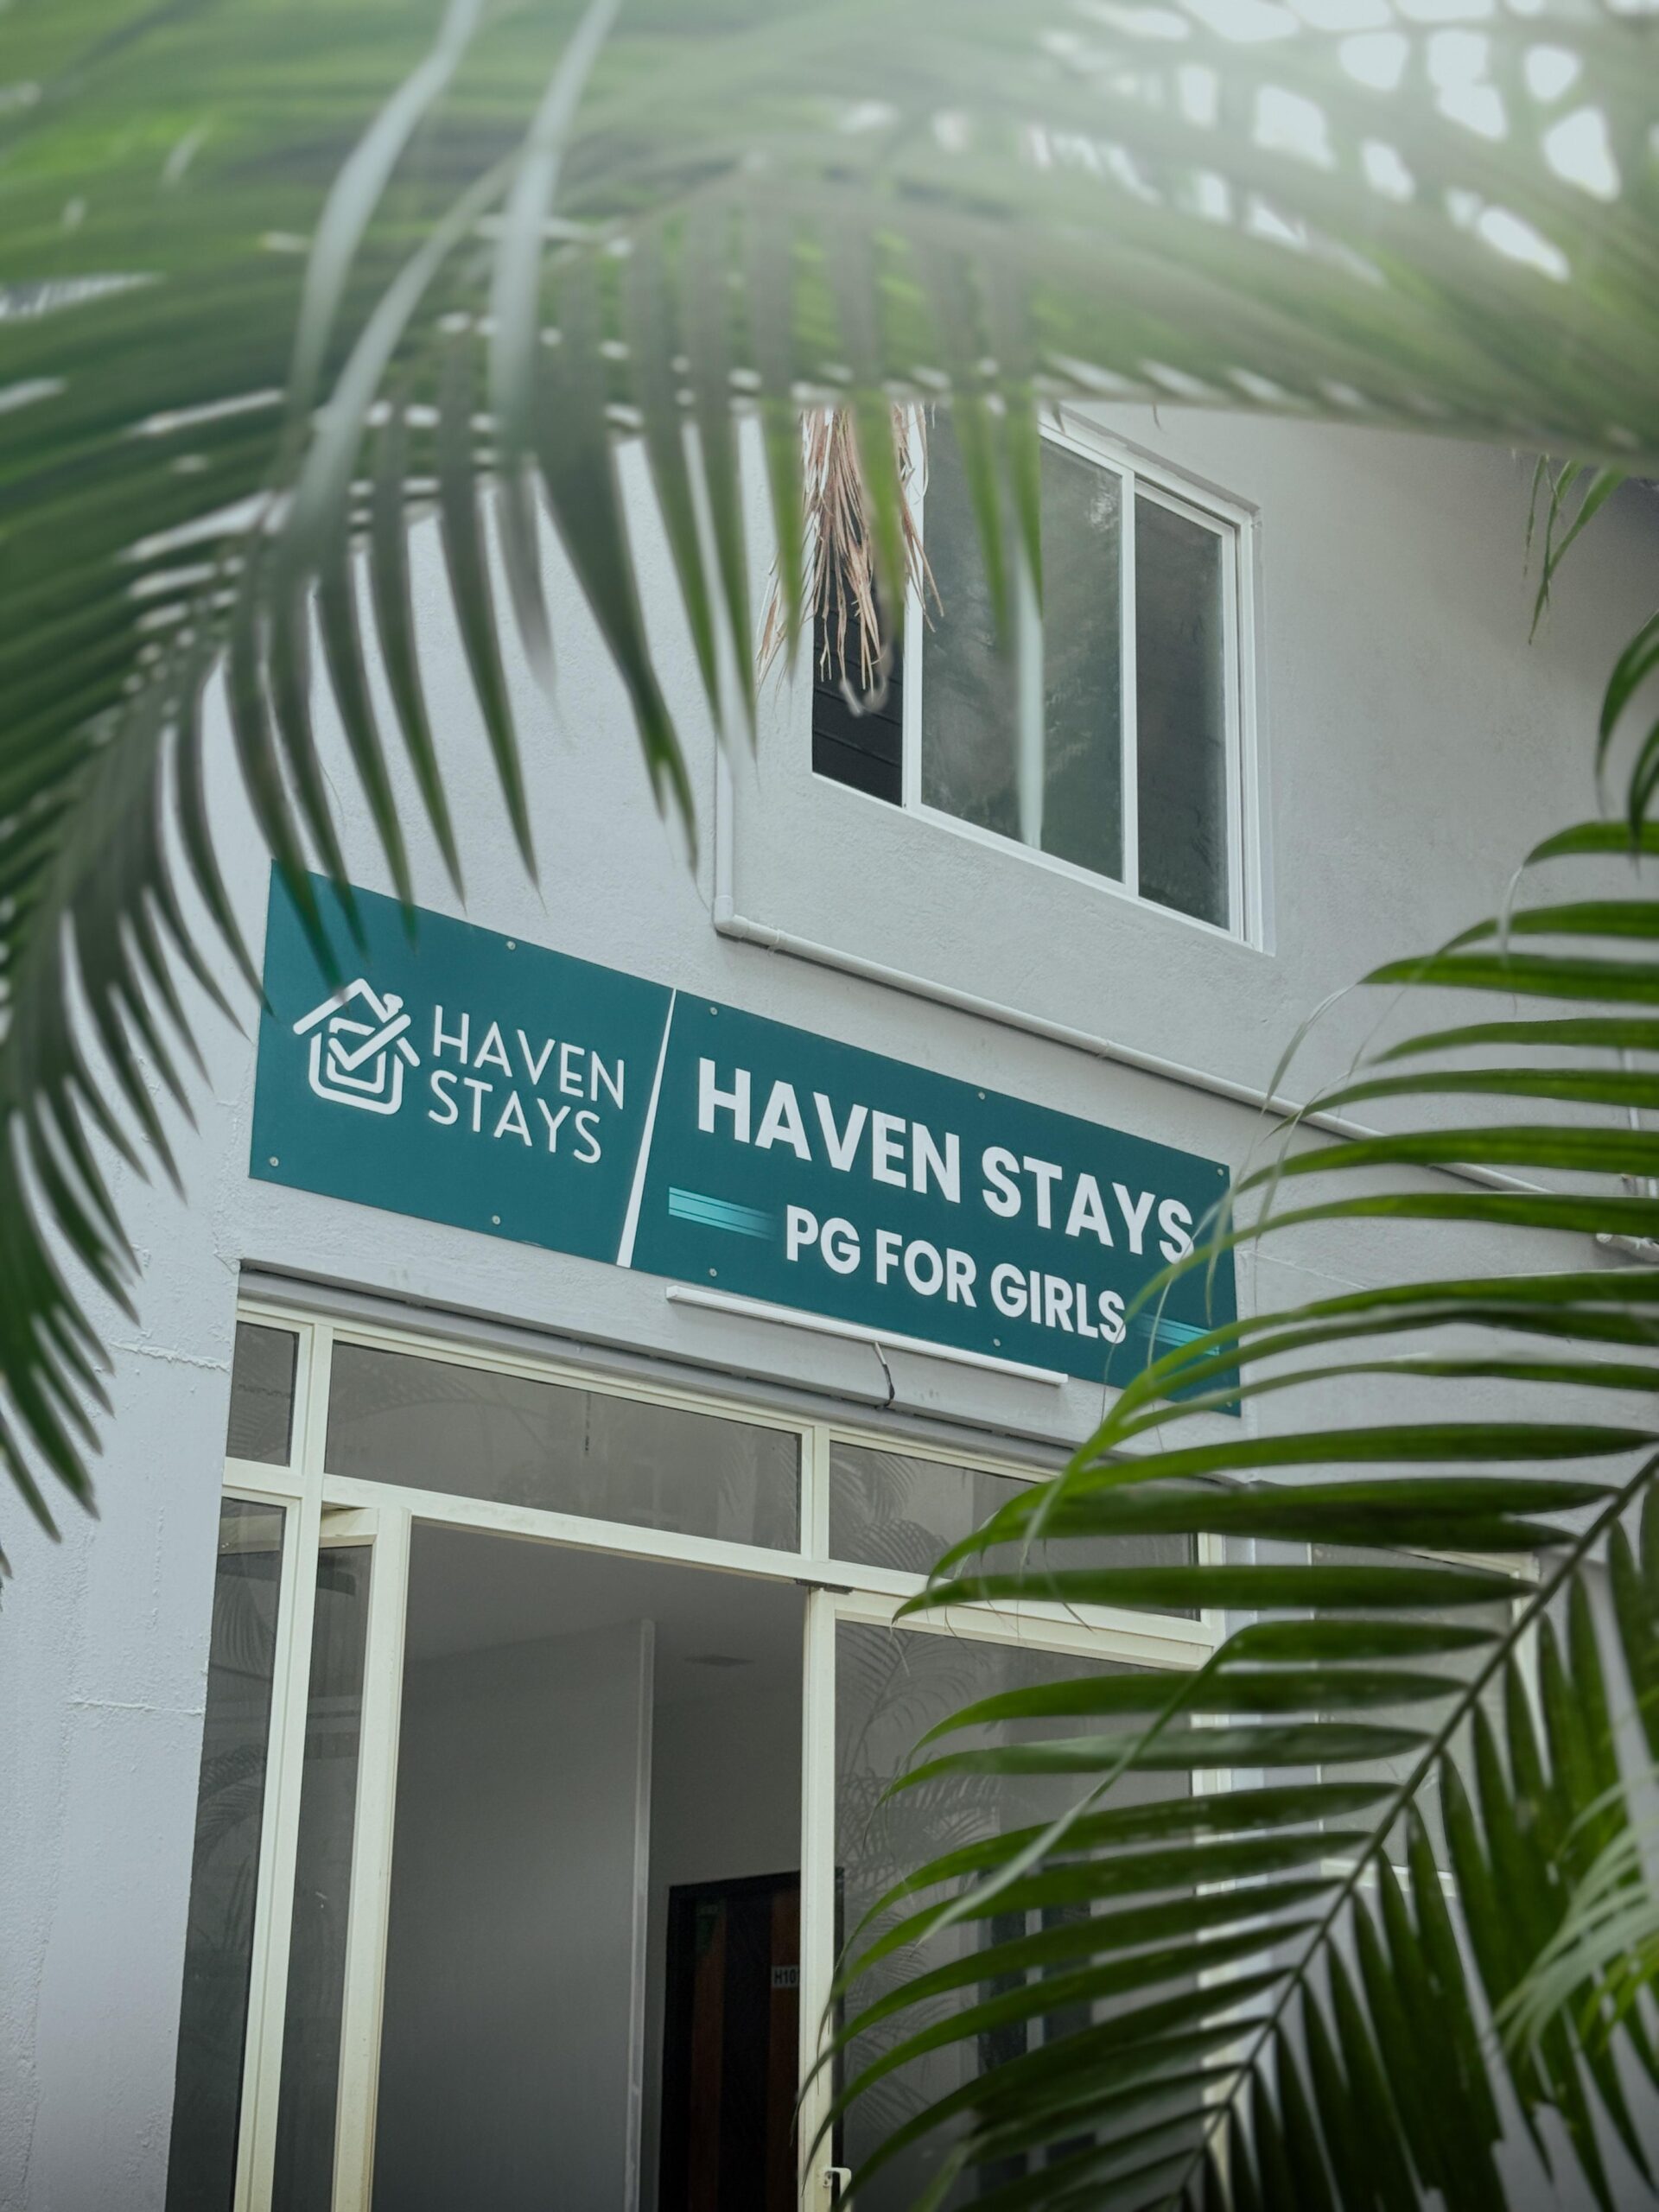 HAVEN
STAYS
HAVEN STAYS
PG FOR GIRLS